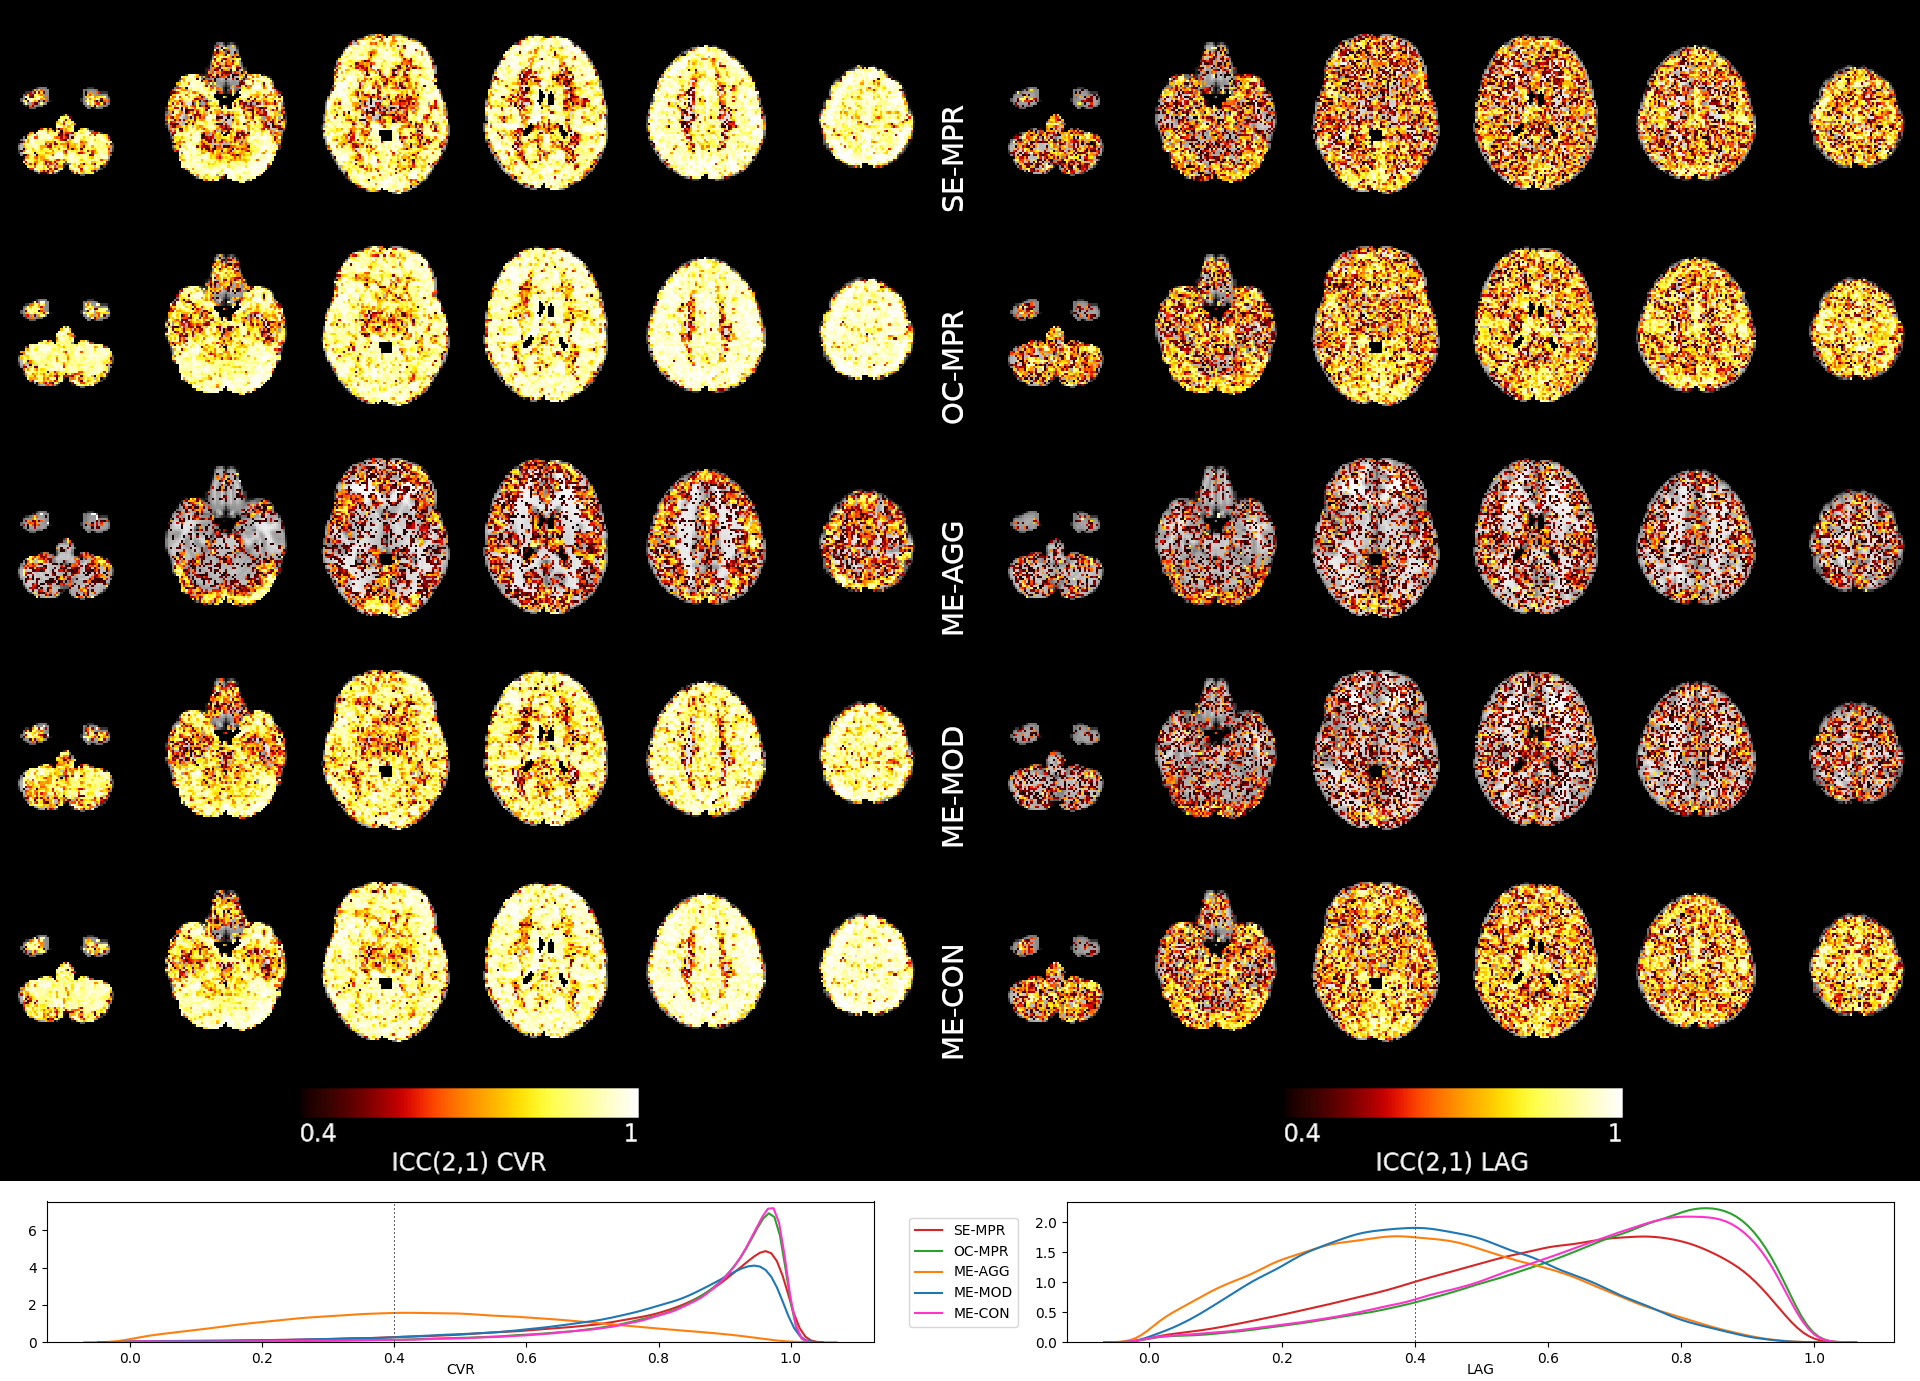 SE-MPR
OC-MPR
ME-AGG
ME-MOD
ME-CON
0.4 1
ICC(2,1) CVR
0.4 1
ICC(2,1) LAG
6
4
2
0
0.0 0.2 0.4 0.6 0.8 1.0
CVR
SE-MPR
OC-MPR
ME-AGG
ME-MOD
ME-CON
2.0
1.5
1.0
0.5
0.0
0.0 0.2 0.4 0.6 0.8 1.0
LAG